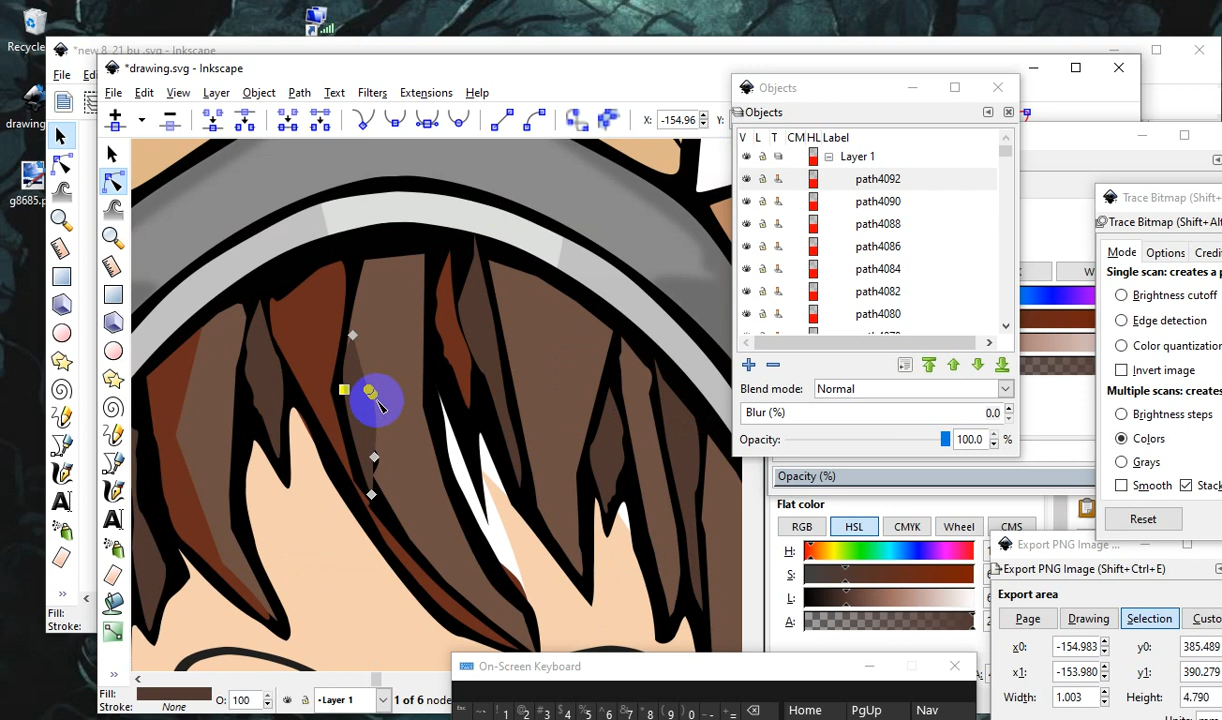 Recycle
*new 8_21 bu .svg - Inkscape
File
*drawing.svg - Inkscape
File Edit View Layer Object Path Text Filters Extensions Help
X: -154.96 Y:
drawing
g8685.p
Objects
Objects
V L T CM HL Label
Layer 1
path4092
path4090
path4088
path4086
path4084
path4082
path4080
Blend mode: Normal
Blur (%) 0.0
Opacity: 100.0 %
Opacity (%)
Flat color
RGB HSL CMYK Wheel CMS
H:
S:
L:
A:
Trace Bitmap (Shift+
Trace Bitmap (Shift+Alt
Mode Options Credi
Single scan: creates a p
Brightness cutoff
Edge detection
Color quantizatio
Invert image
Multiple scans: creates
Brightness steps
Colors
Grays
Smooth Stack
Reset
Export PNG Image ...
Export PNG Image (Shift+Ctrl+E)
Export area
Page Drawing Selection Custo
x0: -154.983 y0: 385.489
x1: -153.980 y1: 390.279
Width: 1.003 Height: 4.790
Fill:
Stroke:
Fill:
Stroke: None
O: 100
Layer 1
1 of 6 node
On-Screen Keyboard
Home PgUp Nav